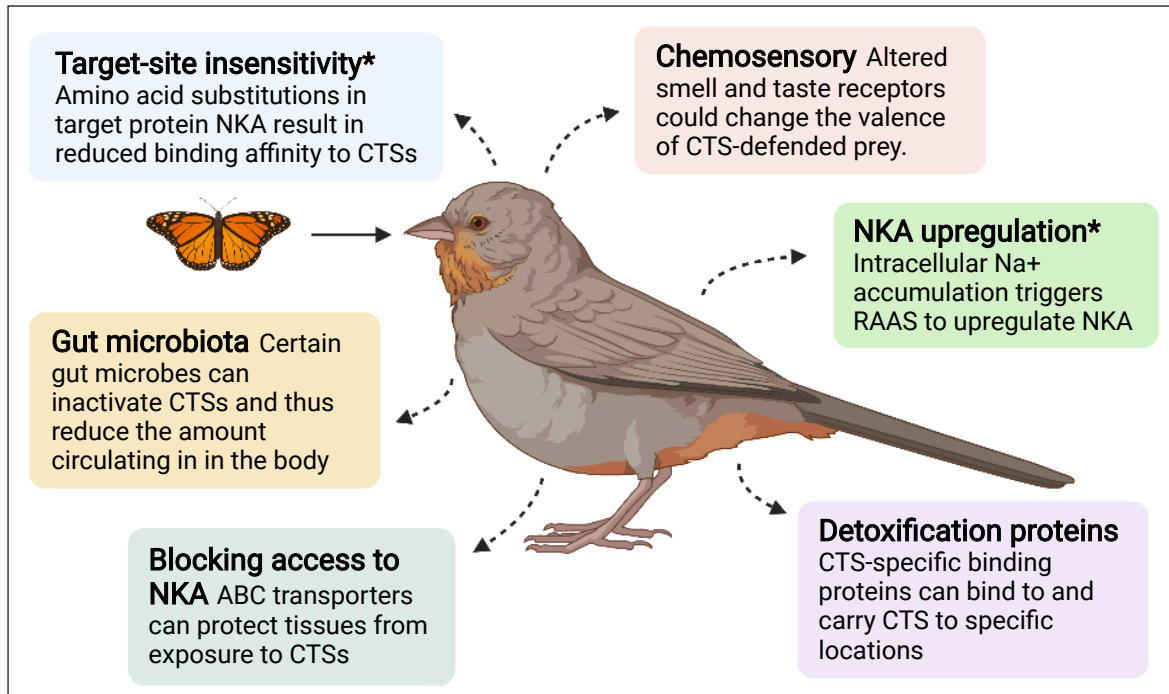 Target-site insensitivity*
Amino acid substitutions in
target protein NKA result in
reduced binding affinity to CTSs
Chemosensory Altered
smell and taste receptors
could change the valence
of CTS-defended prey.
NKA upregulation*
Intracellular Na+
accumulation triggers
RAAS to upregulate NKA
Gut microbiota Certain
gut microbes can
inactivate CTSs and thus
reduce the amount
circulating in in the body
Blocking access to
NKA ABC transporters
can protect tissues from
exposure to CTSs
Detoxification proteins
CTS-specific binding
proteins can bind to and
carry CTS to specific
locations